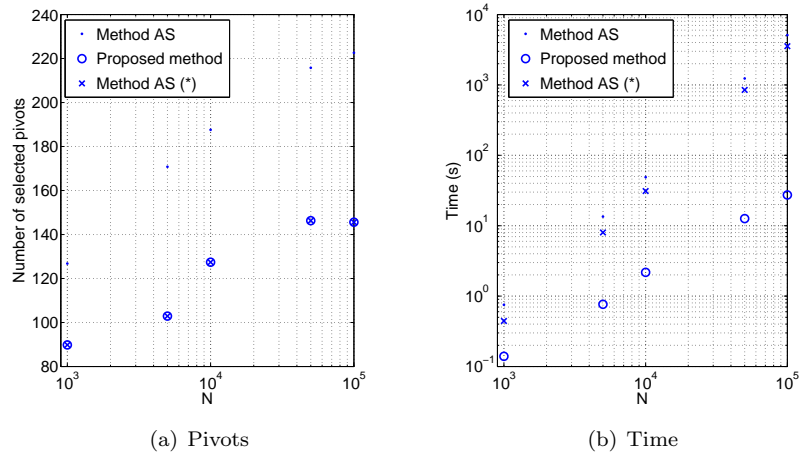 240
220
200
180
160
140
120
100
80
Number of selected pivots
Method AS
Proposed method
Method AS (*)
10^3
10^4
10^5
N
(a) Pivots
10^4
10^3
10^2
10^1
10^0
10^−1
Time (s)
Method AS
Proposed method
Method AS (*)
10^3
10^4
10^5
N
(b) Time